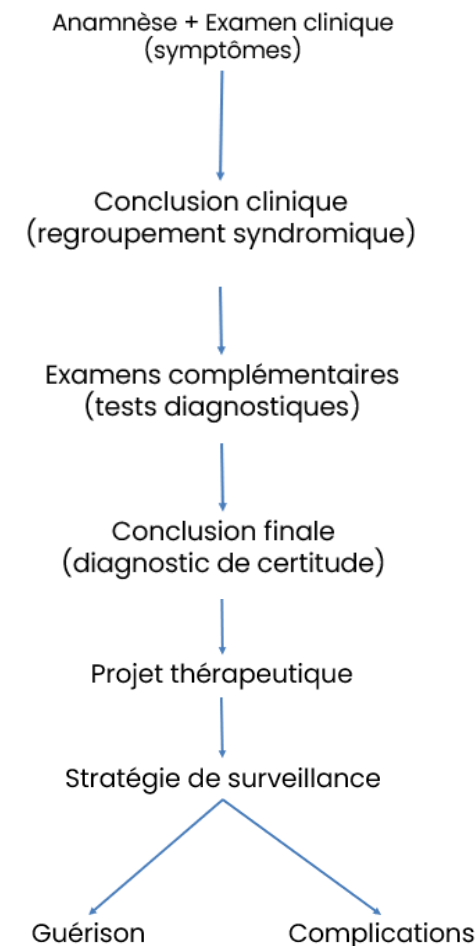 Anamnèse + Examen clinique
(symptômes)
Conclusion clinique
(regroupement syndromique)
Examens complémentaires
(tests diagnostiques)
Conclusion finale
(diagnostic de certitude)
Projet thérapeutique
Stratégie de surveillance
Guérison
Complications